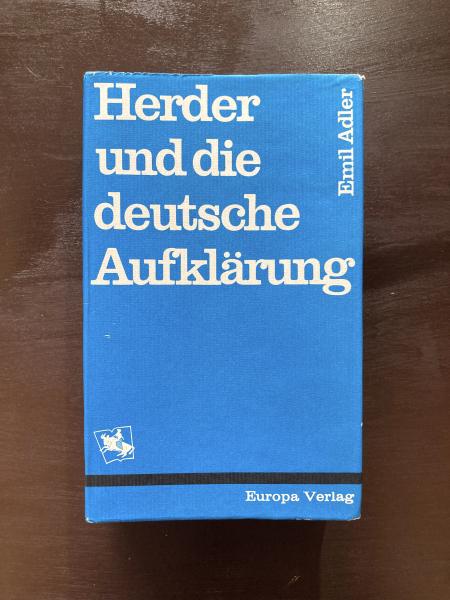 Herder
und die
deutsche
Aufklärung
Emil Adler
Europa Verlag